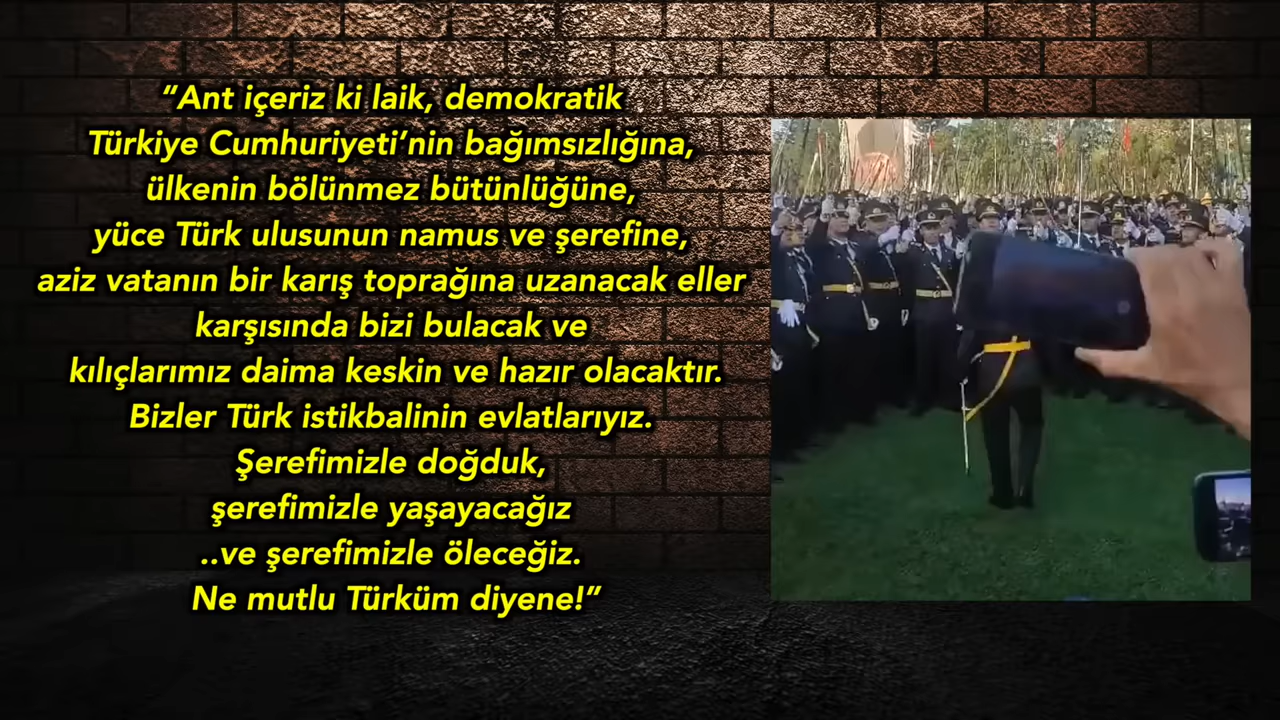 “Ant içeriz ki laik, demokratik
Türkiye Cumhuriyeti’nin bağımsızlığına,
ülkenin bölünmez bütünlüğüne,
yüce Türk ulusunun namus ve şerefine,
aziz vatanın bir karış toprağına uzanacak eller
karşısında bizi bulacak ve
kılıçlarımız daima keskin ve hazır olacaktır.
Bizler Türk istikbalinin evlatlarıyız.
Şerefimizle doğduk,
şerefimizle yaşayacağız
..ve şerefimizle öleceğiz.
Ne mutlu Türküm diyene!”